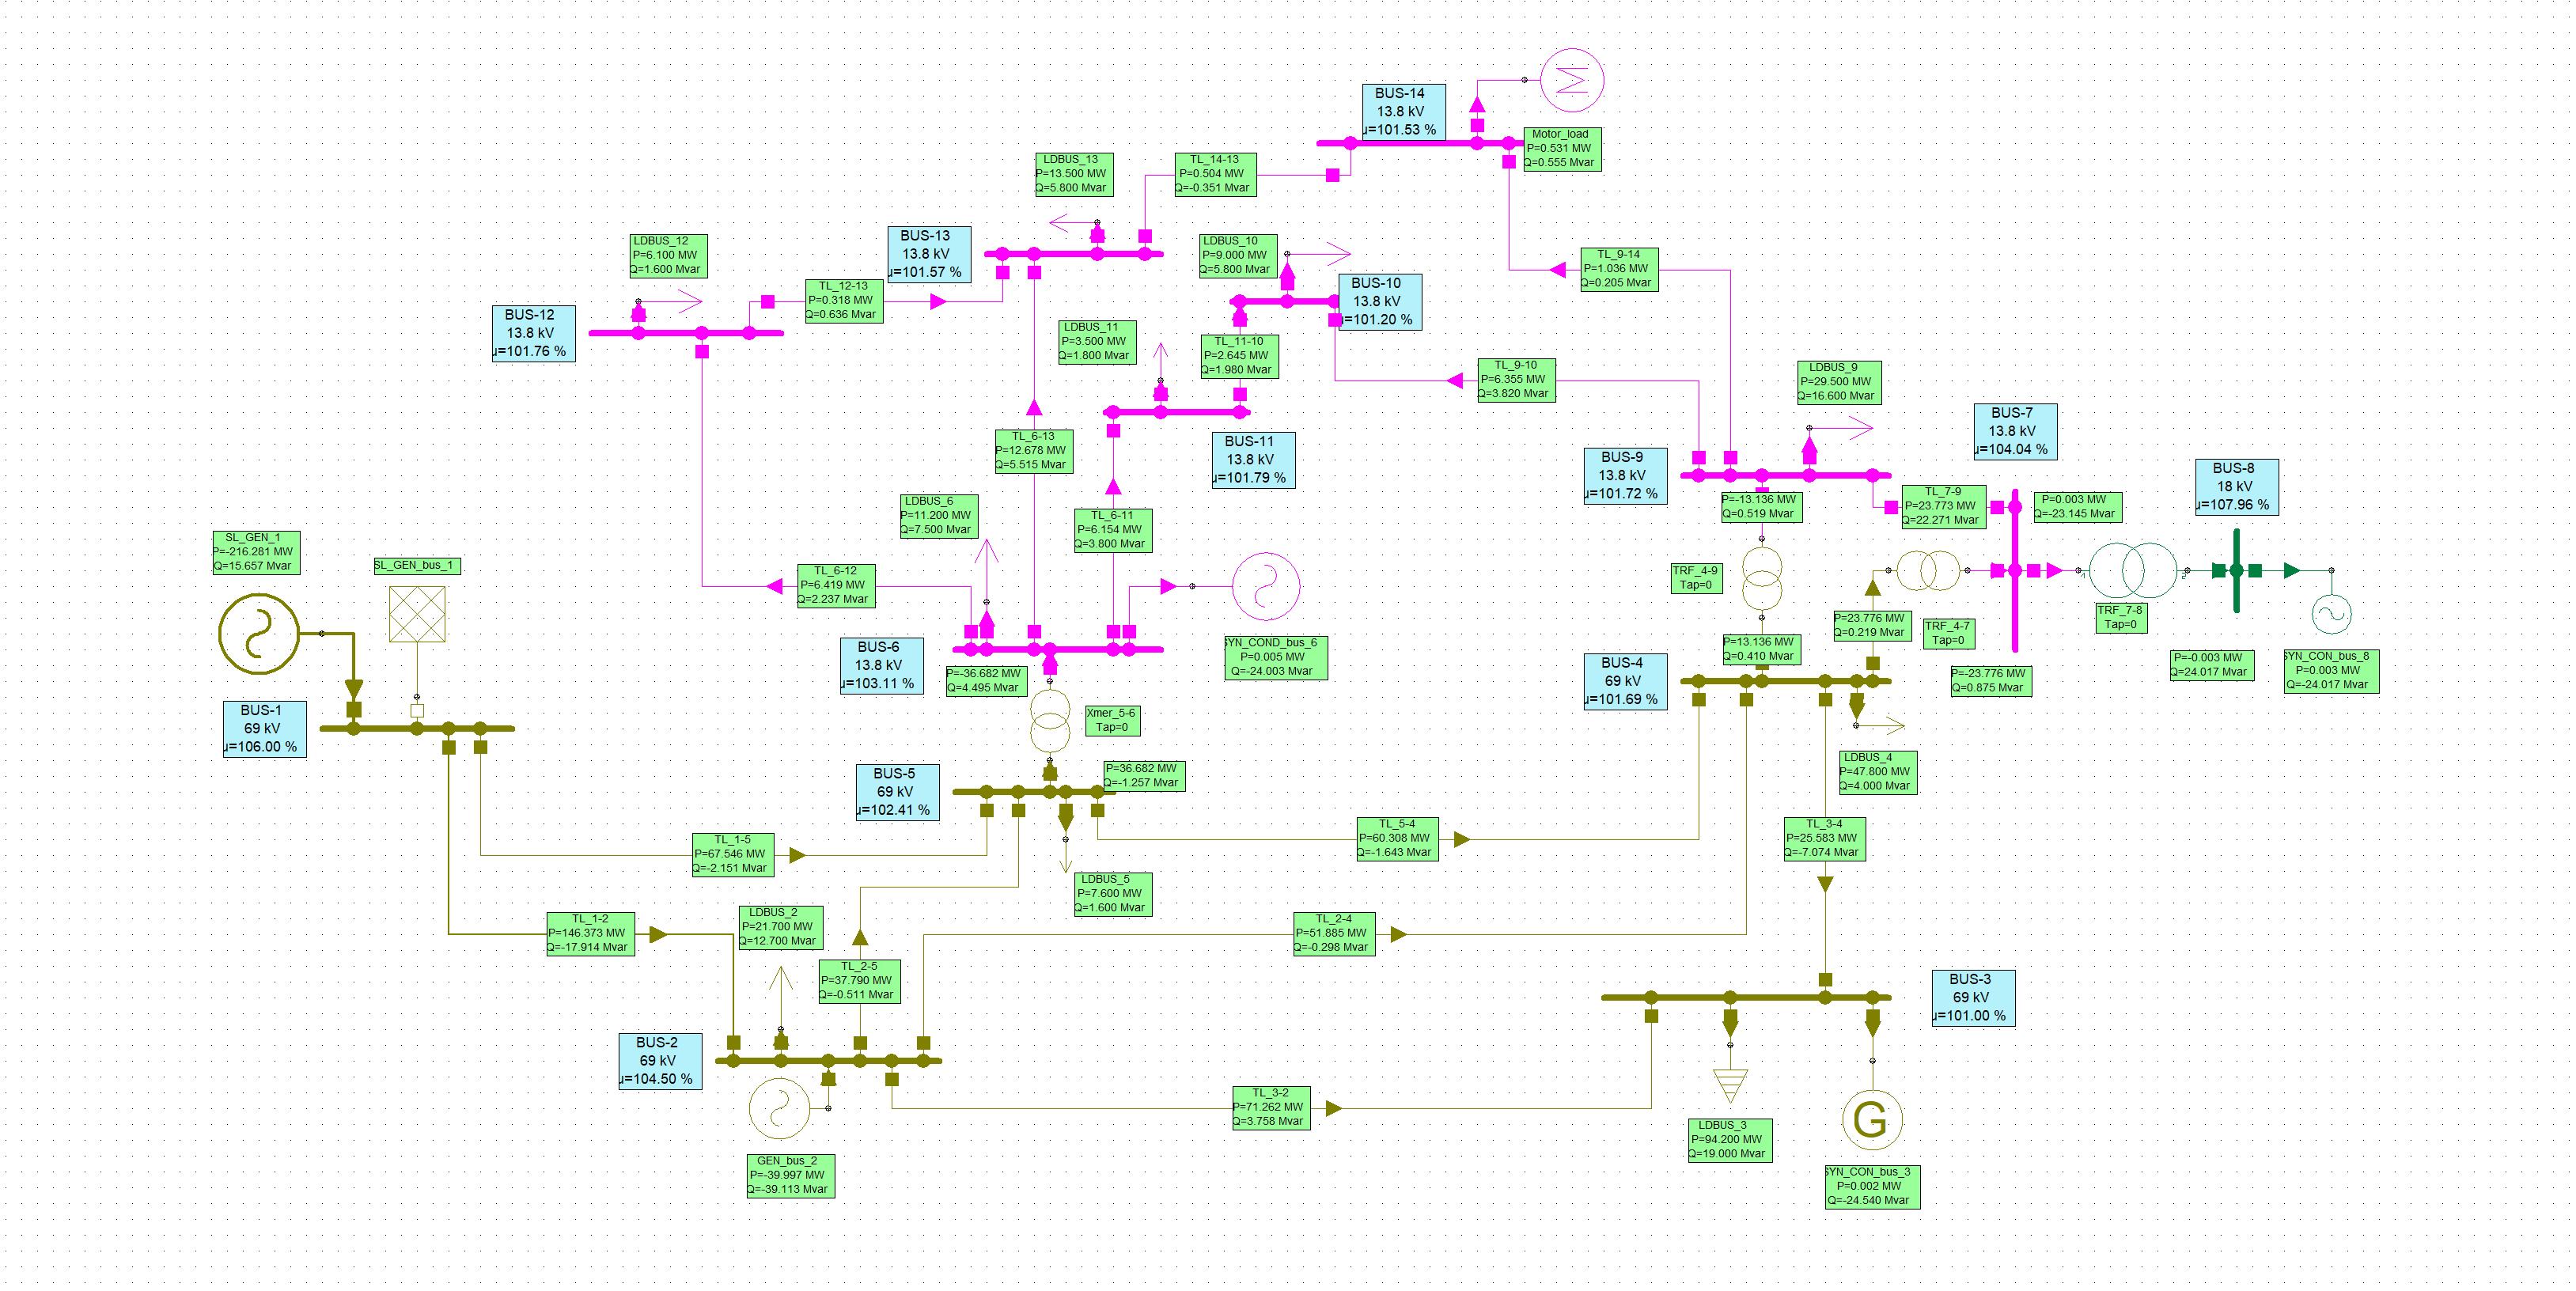 BUS-14
13.8 kV
µ=101.53 %
Motor_load
P=0.531 MW
Q=0.555 Mvar
LDBUS_13
P=13.500 MW
Q=5.800 Mvar
TL_14-13
P=0.504 MW
Q=-0.351 Mvar
BUS-13
13.8 kV
µ=101.57 %
LDBUS_12
P=6.100 MW
Q=1.600 Mvar
LDBUS_10
P=9.000 MW
Q=5.800 Mvar
TL_9-14
P=1.036 MW
Q=0.205 Mvar
TL_12-13
P=0.318 MW
Q=0.636 Mvar
BUS-10
13.8 kV
µ=101.20 %
BUS-12
13.8 kV
µ=101.76 %
LDBUS_11
P=3.500 MW
Q=1.800 Mvar
TL_11-10
P=2.645 MW
Q=1.980 Mvar
TL_9-10
P=6.355 MW
Q=3.820 Mvar
LDBUS_9
P=29.500 MW
Q=16.600 Mvar
BUS-7
13.8 kV
µ=104.04 %
TL_6-13
P=12.678 MW
Q=5.515 Mvar
BUS-11
13.8 kV
µ=101.79 %
BUS-9
13.8 kV
µ=101.72 %
BUS-8
18 kV
µ=107.96 %
LDBUS_6
P=11.200 MW
Q=7.500 Mvar
TL_6-11
P=6.154 MW
Q=3.800 Mvar
P=-13.136 MW
Q=0.519 Mvar
TL_7-9
P=23.773 MW
Q=22.271 Mvar
P=0.003 MW
Q=-23.145 Mvar
SL_GEN_1
P=-216.281 MW
Q=15.657 Mvar
SL_GEN_bus_1
TL_6-12
P=6.419 MW
Q=2.237 Mvar
TRF_4-9
Tap=0
1
2
TRF_7-8
Tap=0
P=23.776 MW
Q=0.219 Mvar
TRF_4-7
Tap=0
BUS-6
13.8 kV
µ=103.11 %
SYN_COND_bus_6
P=0.005 MW
Q=-24.003 Mvar
P=13.136 MW
Q=0.410 Mvar
BUS-4
69 kV
µ=101.69 %
P=-36.682 MW
Q=4.495 Mvar
P=-23.776 MW
Q=0.875 Mvar
P=-0.003 MW
Q=24.017 Mvar
SYN_CON_bus_8
P=0.003 MW
Q=-24.017 Mvar
BUS-1
69 kV
µ=106.00 %
Xmer_5-6
Tap=0
BUS-5
69 kV
µ=102.41 %
P=36.682 MW
Q=-1.257 Mvar
LDBUS_4
P=47.800 MW
Q=4.000 Mvar
TL_1-5
P=67.546 MW
Q=-2.151 Mvar
TL_5-4
P=60.308 MW
Q=-1.643 Mvar
TL_3-4
P=25.583 MW
Q=-7.074 Mvar
LDBUS_5
P=7.600 MW
Q=1.600 Mvar
TL_1-2
P=146.373 MW
Q=-17.914 Mvar
LDBUS_2
P=21.700 MW
Q=12.700 Mvar
TL_2-4
P=51.885 MW
Q=-0.298 Mvar
TL_2-5
P=37.790 MW
Q=-0.511 Mvar
BUS-3
69 kV
µ=101.00 %
BUS-2
69 kV
µ=104.50 %
TL_3-2
P=71.262 MW
Q=3.758 Mvar
G
LDBUS_3
P=94.200 MW
Q=19.000 Mvar
GEN_bus_2
P=-39.997 MW
Q=-39.113 Mvar
SYN_CON_bus_3
P=0.002 MW
Q=-24.540 Mvar